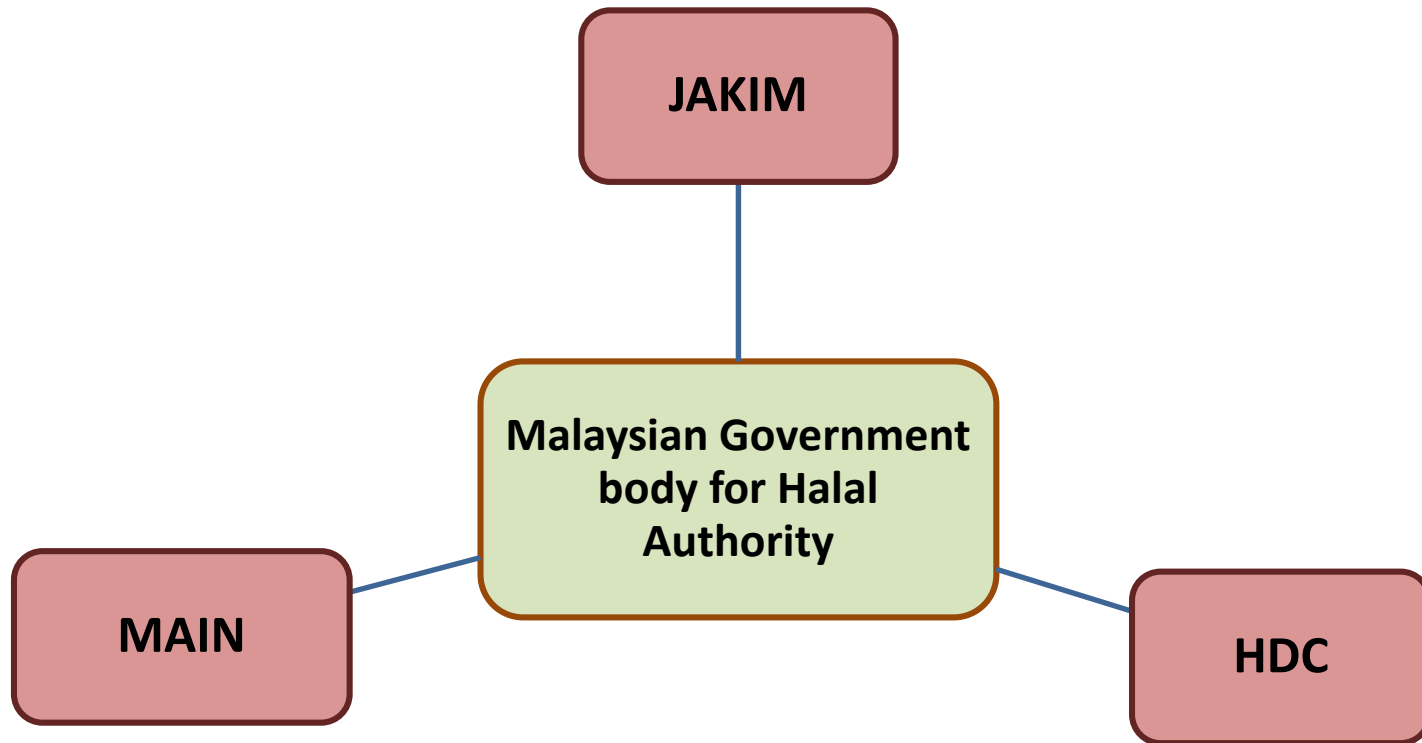 JAKIM
Malaysian Government
body for Halal
Authority
MAIN
HDC